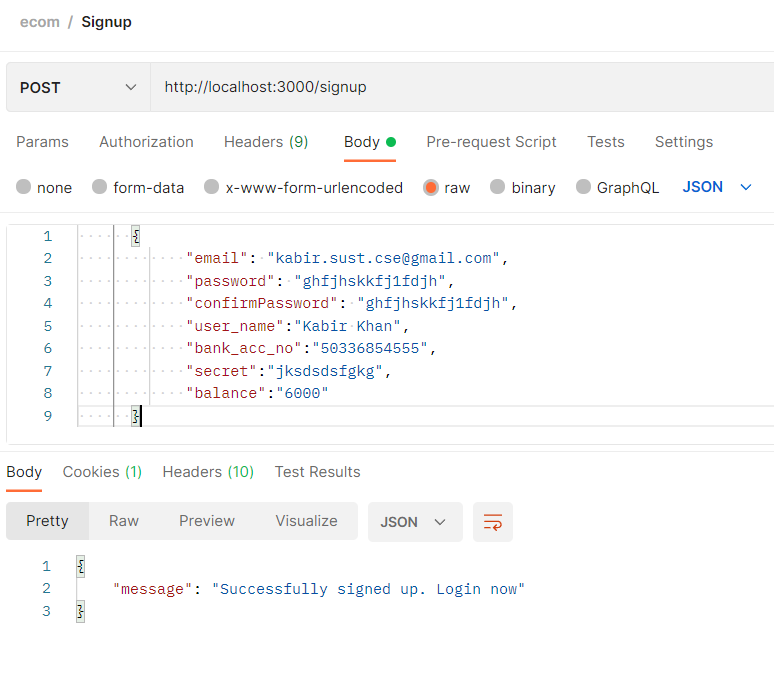 ecom / Signup
POST http://localhost:3000/signup
Params Authorization Headers (9) Body Pre-request Script Tests Settings
none form-data x-www-form-urlencoded raw binary GraphQL JSON
1 {
2 "email": "kabir.sust.cse@gmail.com",
3 "password": "ghfjhskkfj1fdjh",
4 "confirmPassword": "ghfjhskkfj1fdjh",
5 "user_name":"Kabir Khan",
6 "bank_acc_no":"50336854555",
7 "secret":"jksdsdsfgkg",
8 "balance":"6000"
9 }
Body Cookies (1) Headers (10) Test Results
Pretty Raw Preview Visualize JSON
1 {
2 "message": "Successfully signed up. Login now"
3 }